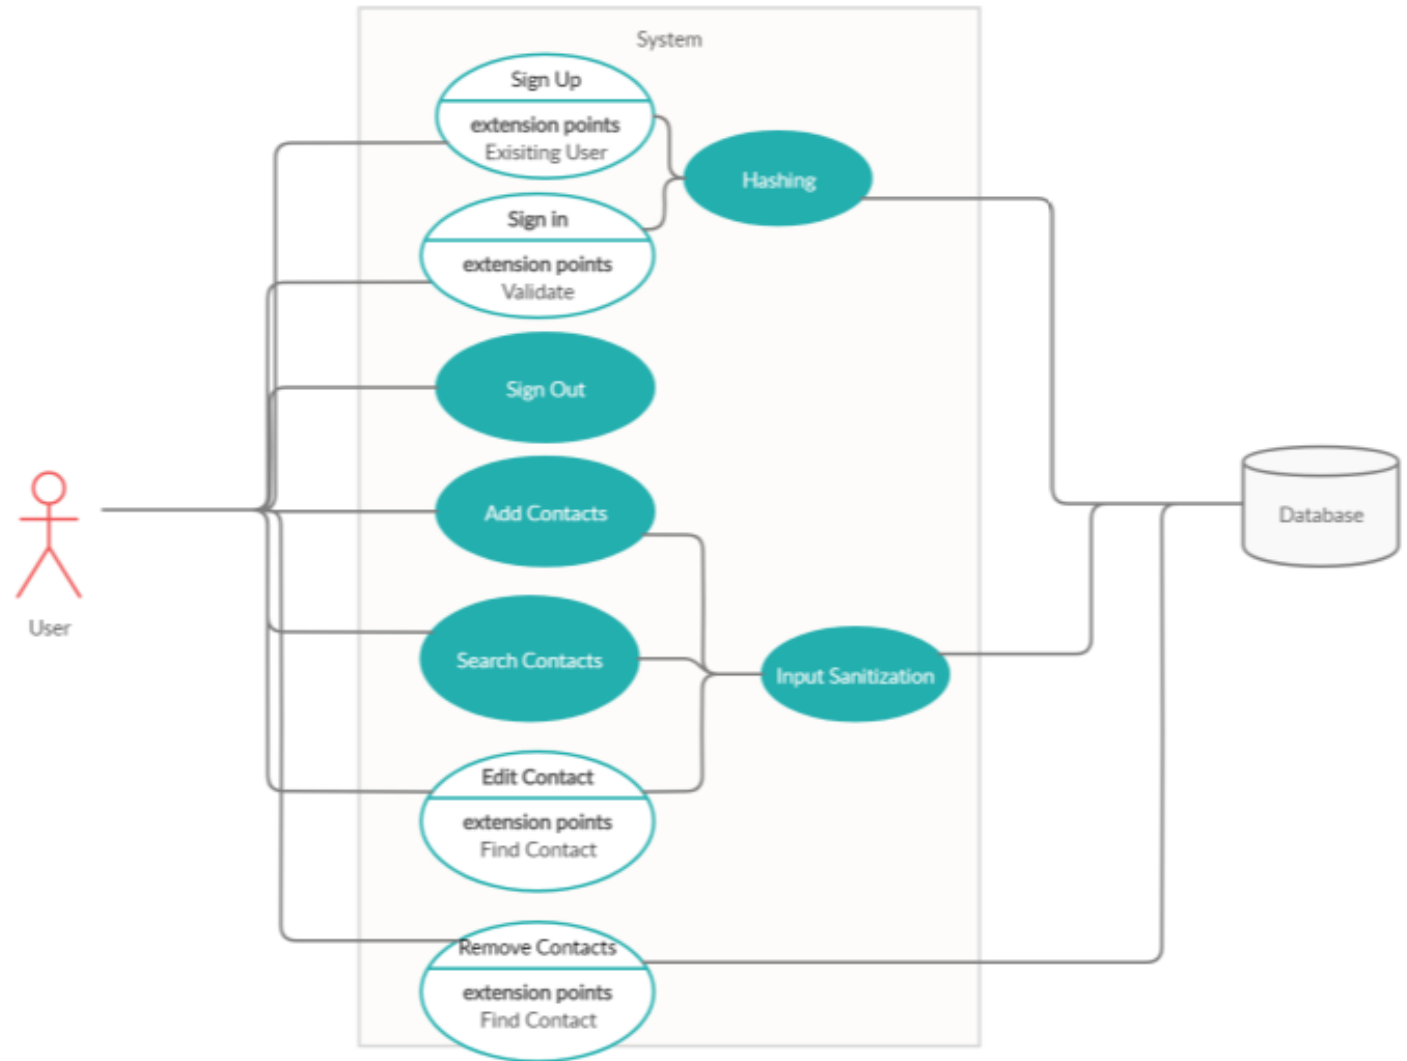 System
Sign Up
extension points
Exisiting User
Hashing
Sign in
extension points
Validate
Sign Out
Add Contacts
Database
User
Search Contacts
Input Sanitization
Edit Contact
extension points
Find Contact
Remove Contacts
extension points
Find Contact